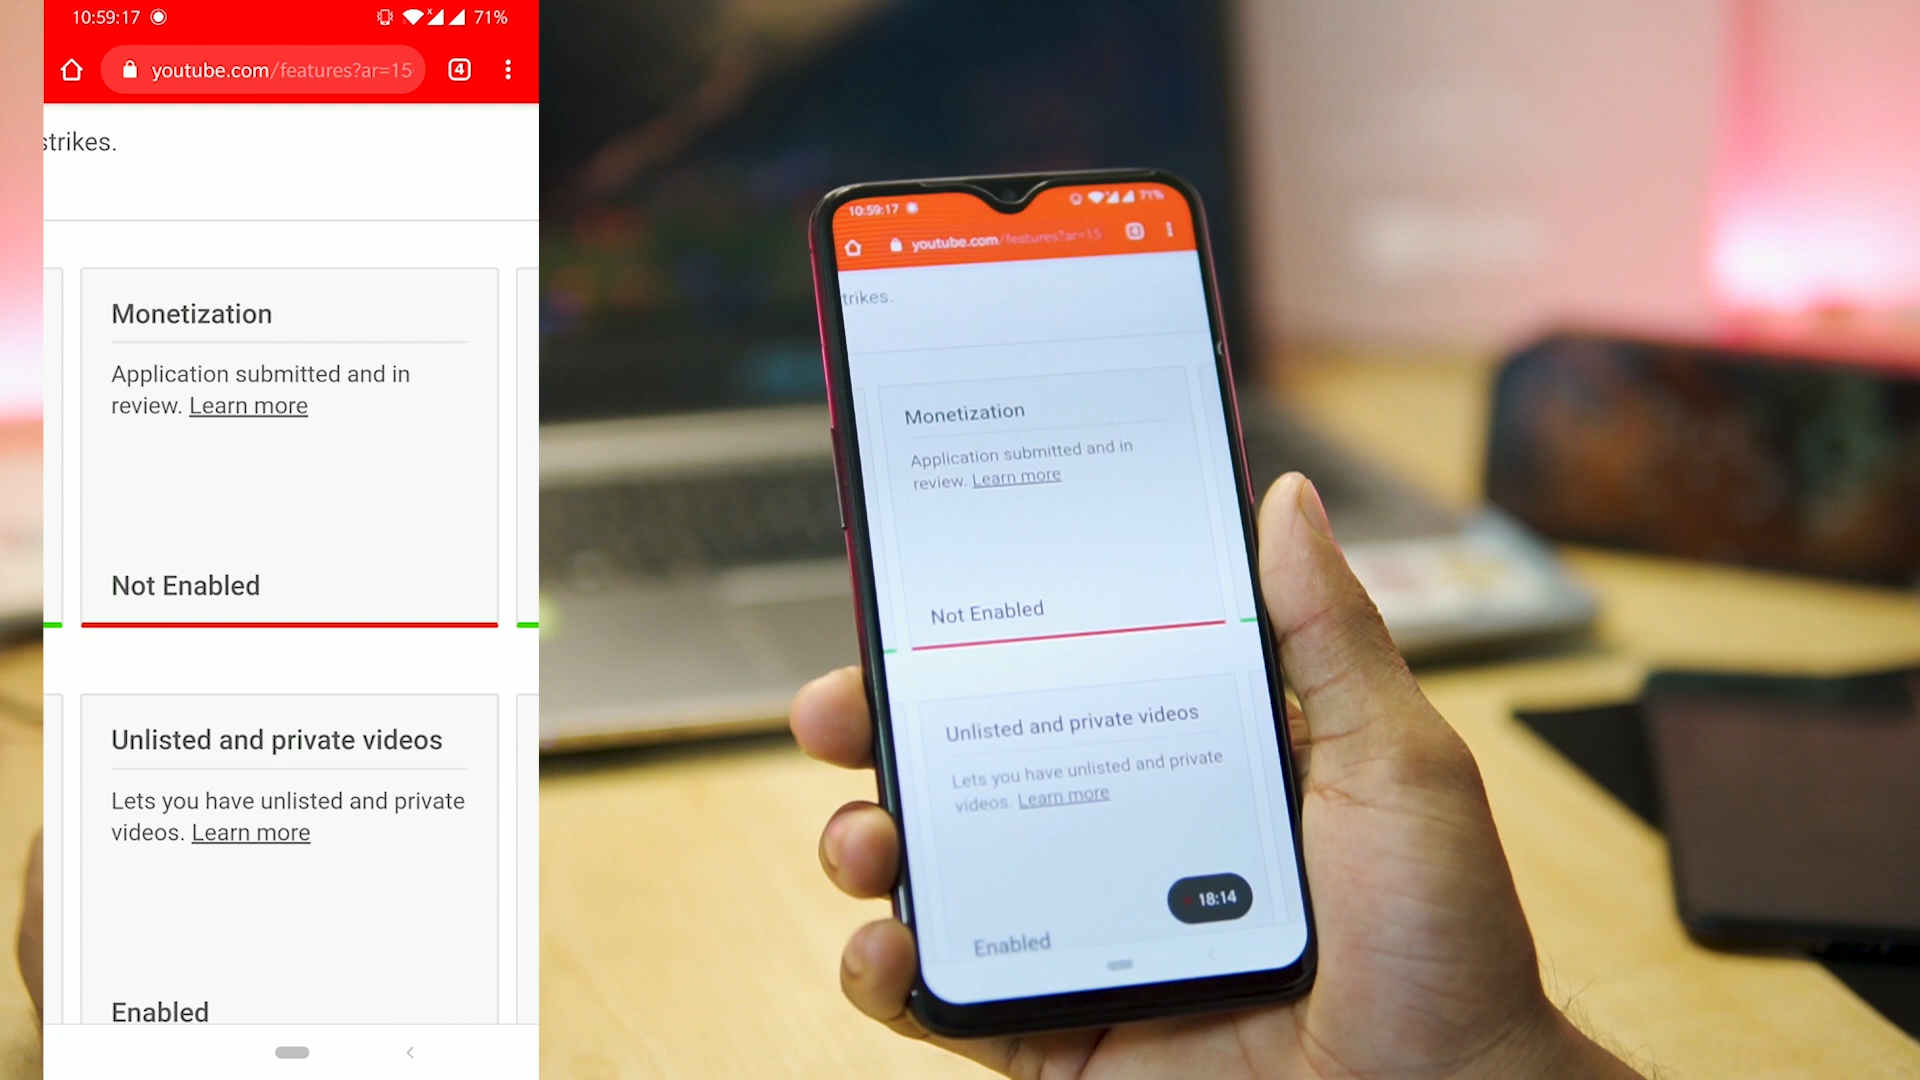 10:59:17
71%
youtube.com/features?ar=15
4
strikes.
Monetization
Application submitted and in
review. Learn more
Not Enabled
Unlisted and private videos
Lets you have unlisted and private
videos. Learn more
Enabled
10:59:17
71%
youtube.com/features?ar=15
4
trikes.
Monetization
Application submitted and in
review. Learn more
Not Enabled
Unlisted and private videos
Lets you have unlisted and private
videos. Learn more
18:14
Enabled